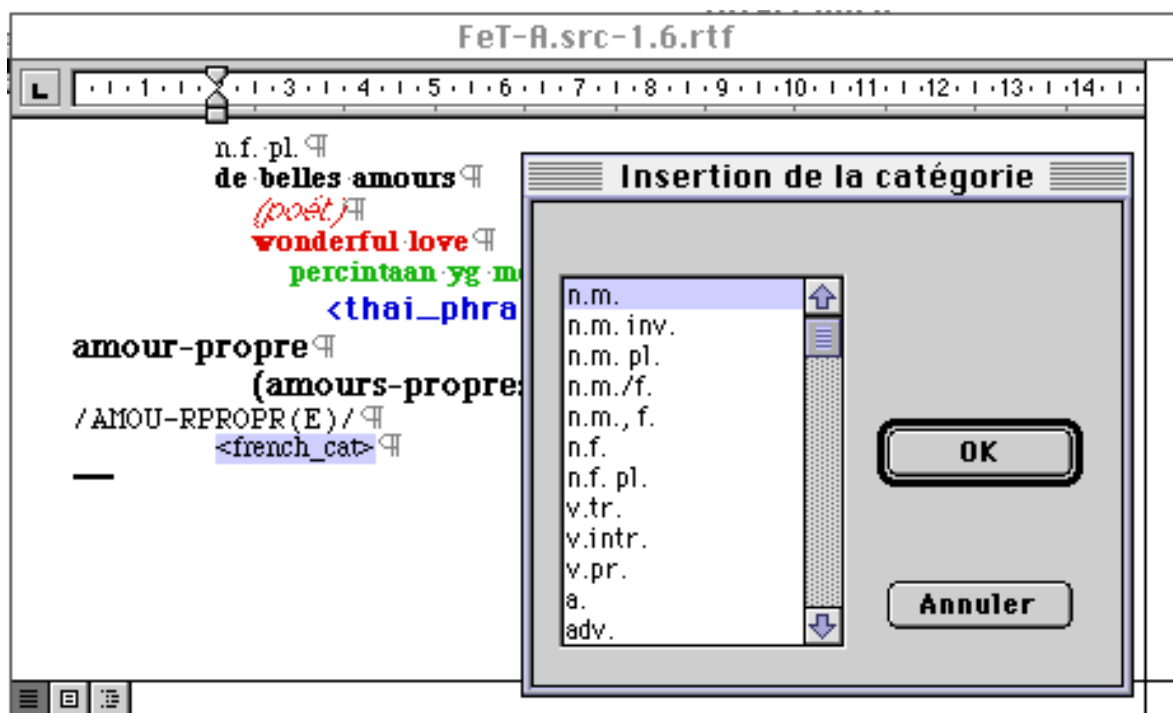 FeT-A.src-1.6.rtf
L 1 3 4 5 6 7 8 9 10 11 12 13 14
n.f. pl. ¶
de belles amours ¶
(poét.) ¶
wonderful love ¶
percintaan yg
<thai_phra
amour-propre ¶
(amours-propres
/AMOU-RPROPR(E)/ ¶
<french_cat> ¶
Insertion de la catégorie
n.m.
n.m. inv.
n.m. pl.
n.m./f.
n.m., f.
n.f.
n.f. pl.
v.tr.
v.intr.
v.pr.
a.
adv.
OK
Annuler